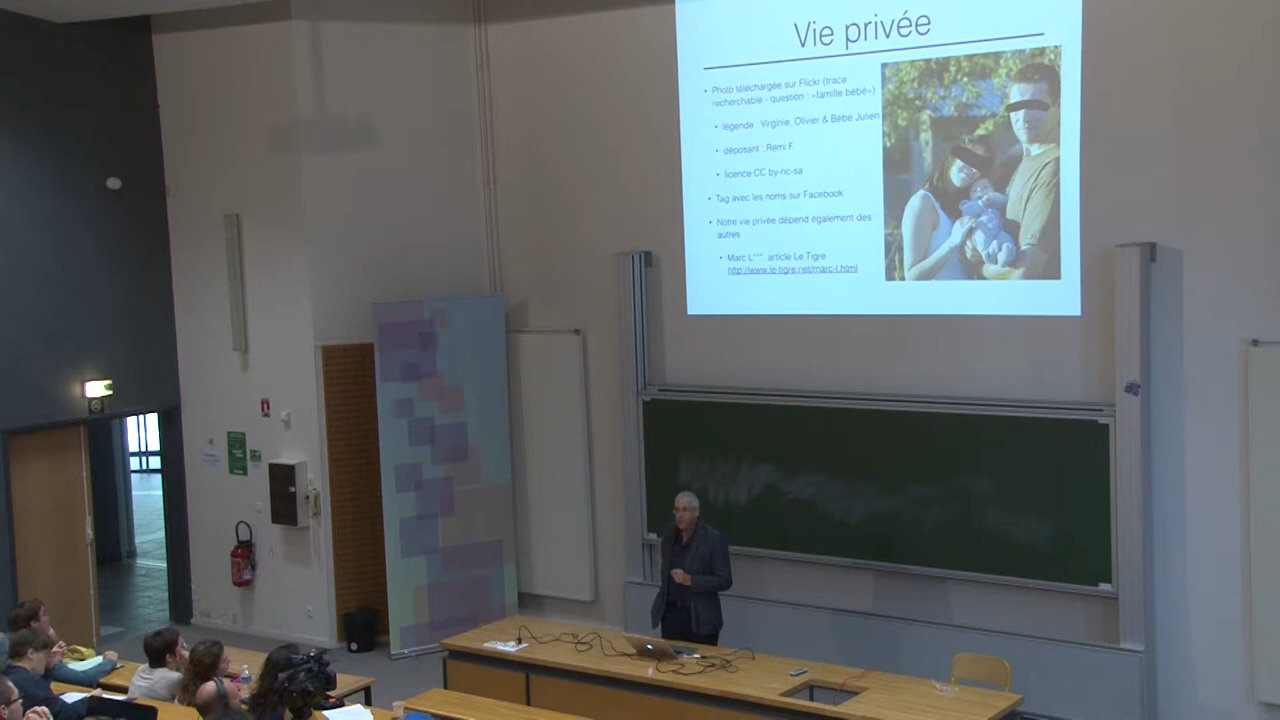 Vie privée
• Photo téléchargée sur Flickr (trace
recherchable - question : «famille bébé»)
• légende : Virginie, Olivier & Bébé Julien
• déposant : Rémi F.
• licence CC by-nc-sa
• Tag avec les noms sur Facebook
• Notre vie privée dépend également des
autres
• Marc L*** article Le Tigre
http://www.le-tigre.net/marc-l.html